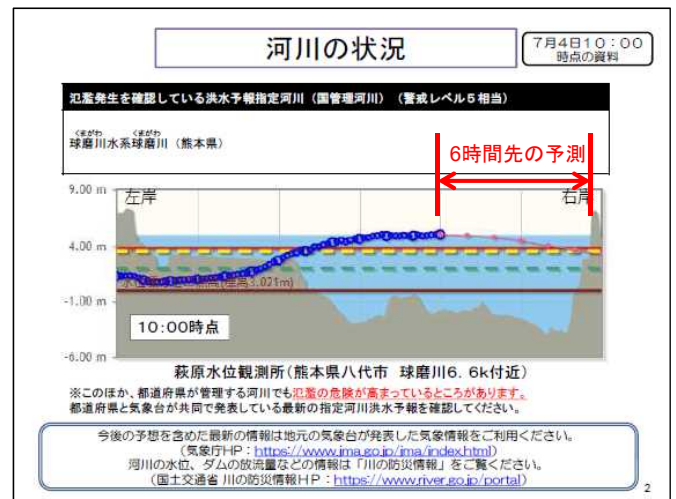 河川の状況
7月4日10:00
時点の資料
氾濫発生を確認している洪水予報指定河川（国管理河川）（警戒レベル5相当）
くまがわ くまがわ
球磨川水系球磨川（熊本県）
6時間先の予測
9.00 m
左岸
右岸
4.00 m
-1.00 m
10:00時点
-6.00 m
萩原水位観測所（熊本県八代市 球磨川6. 6k付近）
※このほか、都道府県が管理する河川でも氾濫の危険が高まっているところがあります。
都道府県と気象台が共同で発表している最新の指定河川洪水予報を確認してください。
今後の予想を含めた最新の情報は地元の気象台が発表した気象情報をご利用ください。
（気象庁HP：https://www.jma.go.jp/jma/index.html）
河川の水位、ダムの放流量などの情報は「川の防災情報」をご覧ください。
（国土交通省 川の防災情報HP：https://www.river.go.jp/portal）
2